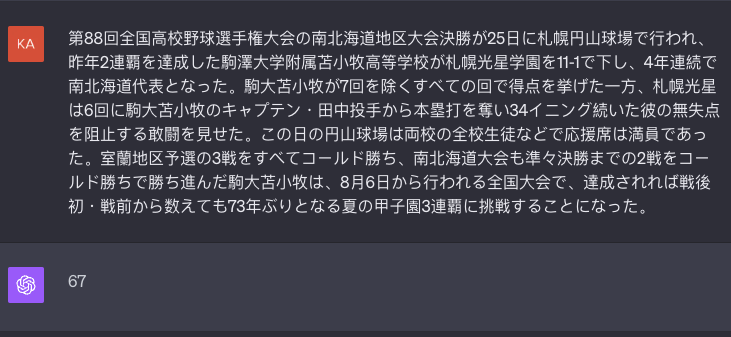 KA
第88回全国高校野球選手権大会の南北海道地区大会決勝が25日に札幌円山球場で行われ、
昨年2連覇を達成した駒澤大学附属苫小牧高等学校が札幌光星学園を11-1で下し、4年連続で
南北海道代表となった。駒大苫小牧が7回を除くすべての回で得点を挙げた一方、札幌光星
は6回に駒大苫小牧のキャプテン・田中投手から本塁打を奪い34イニング続いた彼の無失点
を阻止する敢闘を見せた。この日の円山球場は両校の全校生徒などで応援席は満員であっ
た。室蘭地区予選の3戦をすべてコールド勝ち、南北海道大会も準々決勝までの2戦をコー
ルド勝ちで勝ち進んだ駒大苫小牧は、8月6日から行われる全国大会で、達成されれば戦後
初・戦前から数えても73年ぶりとなる夏の甲子園3連覇に挑戦することになった。
67